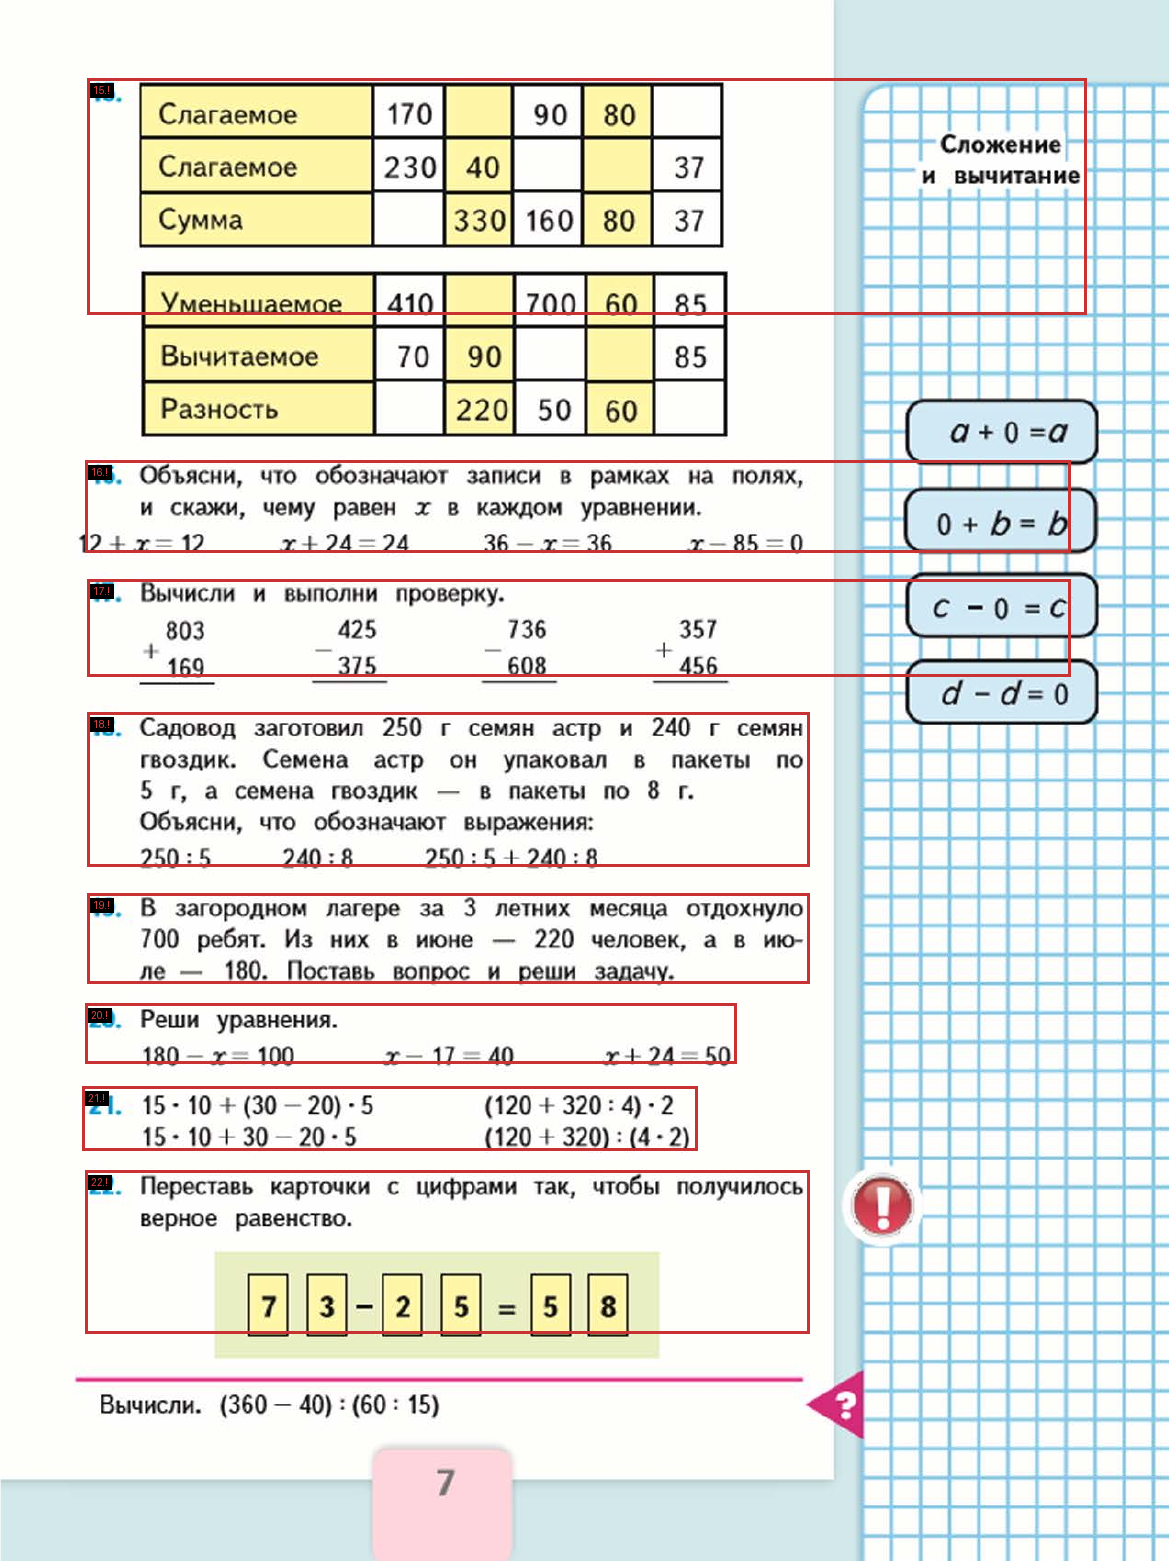 15.!
Слагаемое 170 90 80
Слагаемое 230 40 37
Сумма 330 160 80 37
Уменьшаемое 410 700 60 85
Вычитаемое 70 90 85
Разность 220 50 60
Сложение
и вычитание
a + 0 = a
0 + b = b
c - 0 = c
d - d = 0
16.!
Объясни, что обозначают записи в рамках на полях,
и скажи, чему равен x в каждом уравнении.
12 + x = 12 x + 24 = 24 36 − x = 36 x − 85 = 0
17.!
Вычисли и выполни проверку.
803 425 736 357
+ − − +
169 375 608 456
18.!
Садовод заготовил 250 г семян астр и 240 г семян
гвоздик. Семена астр он упаковал в пакеты по
5 г, а семена гвоздик — в пакеты по 8 г.
Объясни, что обозначают выражения:
250 : 5 240 : 8 250 : 5 + 240 : 8
19.!
В загородном лагере за 3 летних месяца отдохнуло
700 ребят. Из них в июне — 220 человек, а в ию-
ле — 180. Поставь вопрос и реши задачу.
20.!
Реши уравнения.
180 − x = 100 x − 17 = 40 x + 24 = 50
21.!
15 · 10 + (30 − 20) · 5 (120 + 320 : 4) · 2
15 · 10 + 30 − 20 · 5 (120 + 320) : (4 · 2)
22.!
Переставь карточки с цифрами так, чтобы получилось
верное равенство.
7 3 − 2 5 = 5 8
!
Вычисли. (360 − 40) : (60 : 15)
?
7